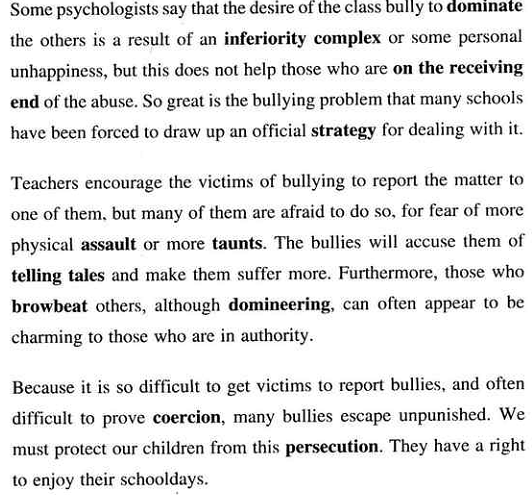 Some psychologists say that the desire of the class bully to dominate
the others is a result of an inferiority complex or some personal
unhappiness, but this does not help those who are on the receiving
end of the abuse. So great is the bullying problem that many schools
have been forced to draw up an official strategy for dealing with it.
Teachers encourage the victims of bullying to report the matter to
one of them, but many of them are afraid to do so, for fear of more
physical assault or more taunts. The bullies will accuse them of
telling tales and make them suffer more. Furthermore, those who
browbeat others, although domineering, can often appear to be
charming to those who are in authority.
Because it is so difficult to get victims to report bullies, and often
difficult to prove coercion, many bullies escape unpunished. We
must protect our children from this persecution. They have a right
to enjoy their schooldays.